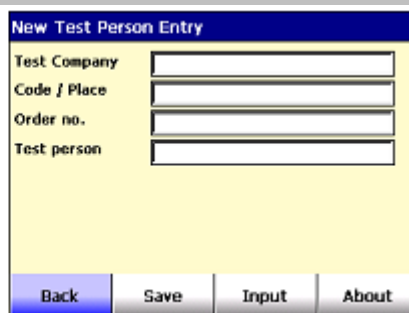 New Test Person Entry
Test Company
Code / Place
Order no.
Test person
Back Save Input About